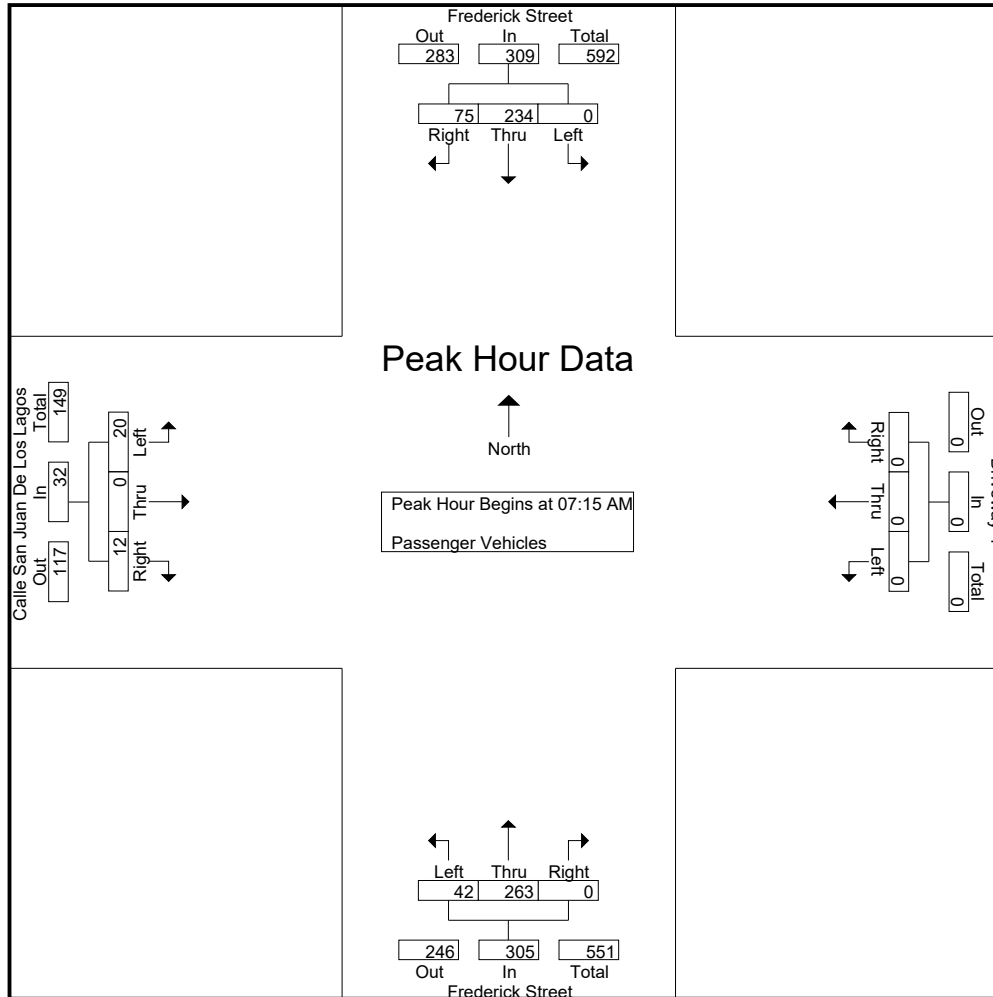 Frederick Street
Out In Total
283 309 592
75 234 0
Right Thru Left
Peak Hour Data
North
Peak Hour Begins at 07:15 AM
Passenger Vehicles
Calle San Juan De Los Lagos
Total In Out
149 32 117
20 0 12
Left Thru Right
Right Thru Left
0 0 0
Out In Total
0 0 0
Left Thru Right
42 263 0
246 305 551
Out In Total
Frederick Street